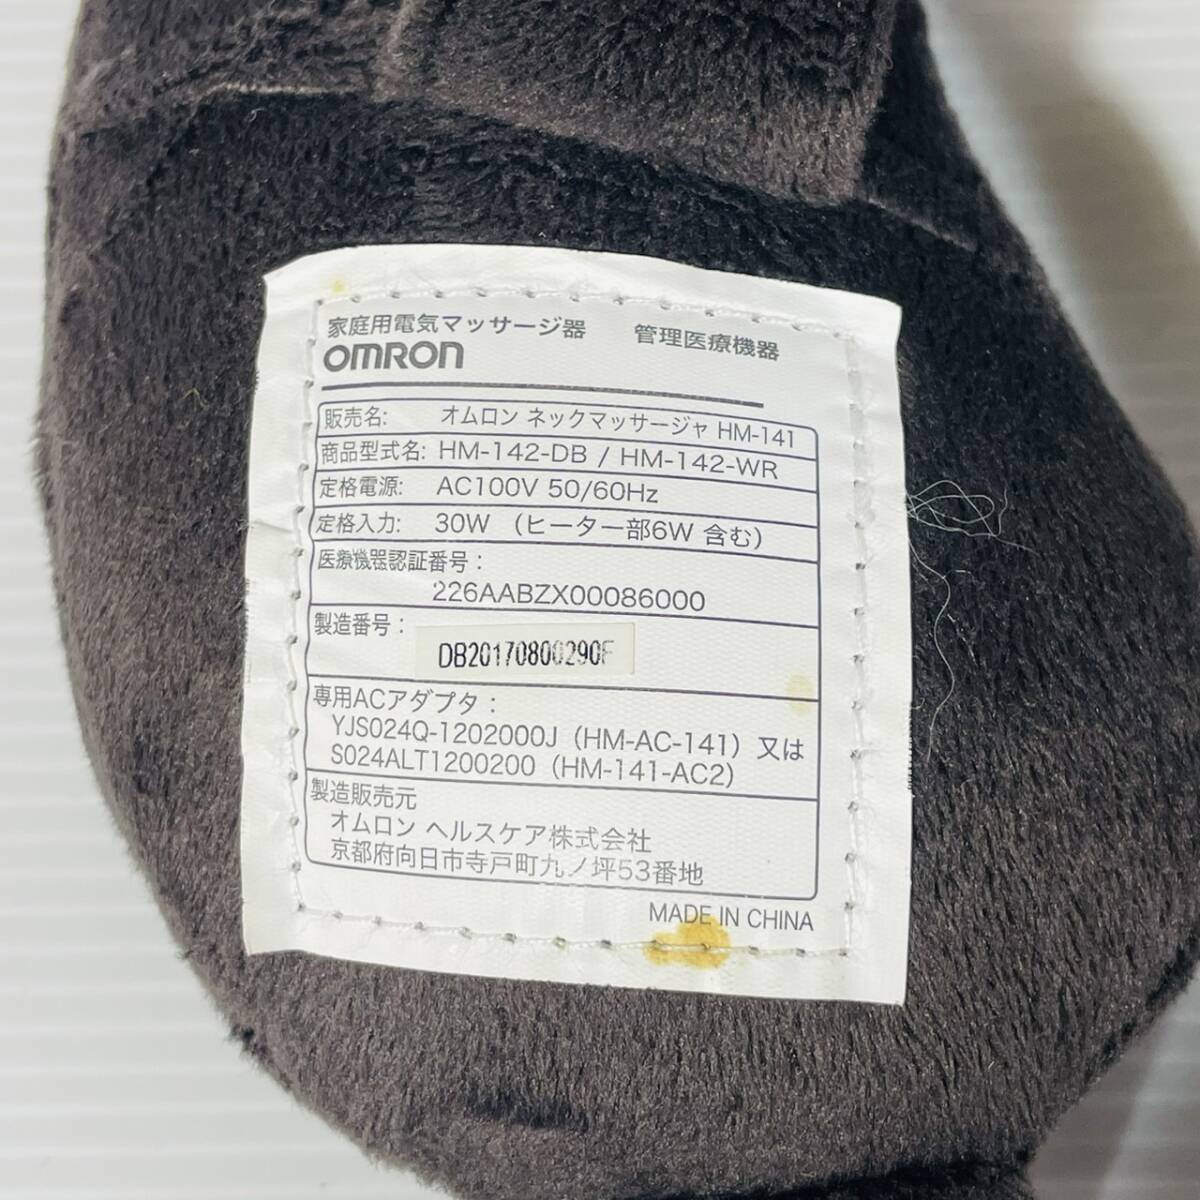 家庭用電気マッサージ器 管理医療機器
OMRON
販売名: オムロン ネックマッサージャ HM-141
商品型式名: HM-142-DB / HM-142-WR
定格電源: AC100V 50/60Hz
定格入力: 30W （ヒーター部6W 含む）
医療機器認証番号：
226AABZX00086000
製造番号：
DB20170800290F
専用ACアダプタ：
YJS024Q-1202000J（HM-AC-141）又は
S024ALT1200200（HM-141-AC2）
製造販売元
オムロン ヘルスケア株式会社
京都府向日市寺戸町九ノ坪53番地
MADE IN CHINA